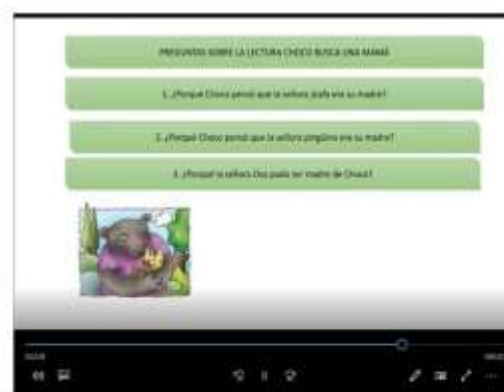 PREGUNTAS SOBRE LA LECTURA CHOCO BUSCA UNA MAMÁ
1. ¿Porqué Choco pensó que la señora jirafa era su madre?
2. ¿Porqué Choco pensó que la señora pingüino era su madre?
3. ¿Porqué la señora Osa pudo ser madre de Choco?